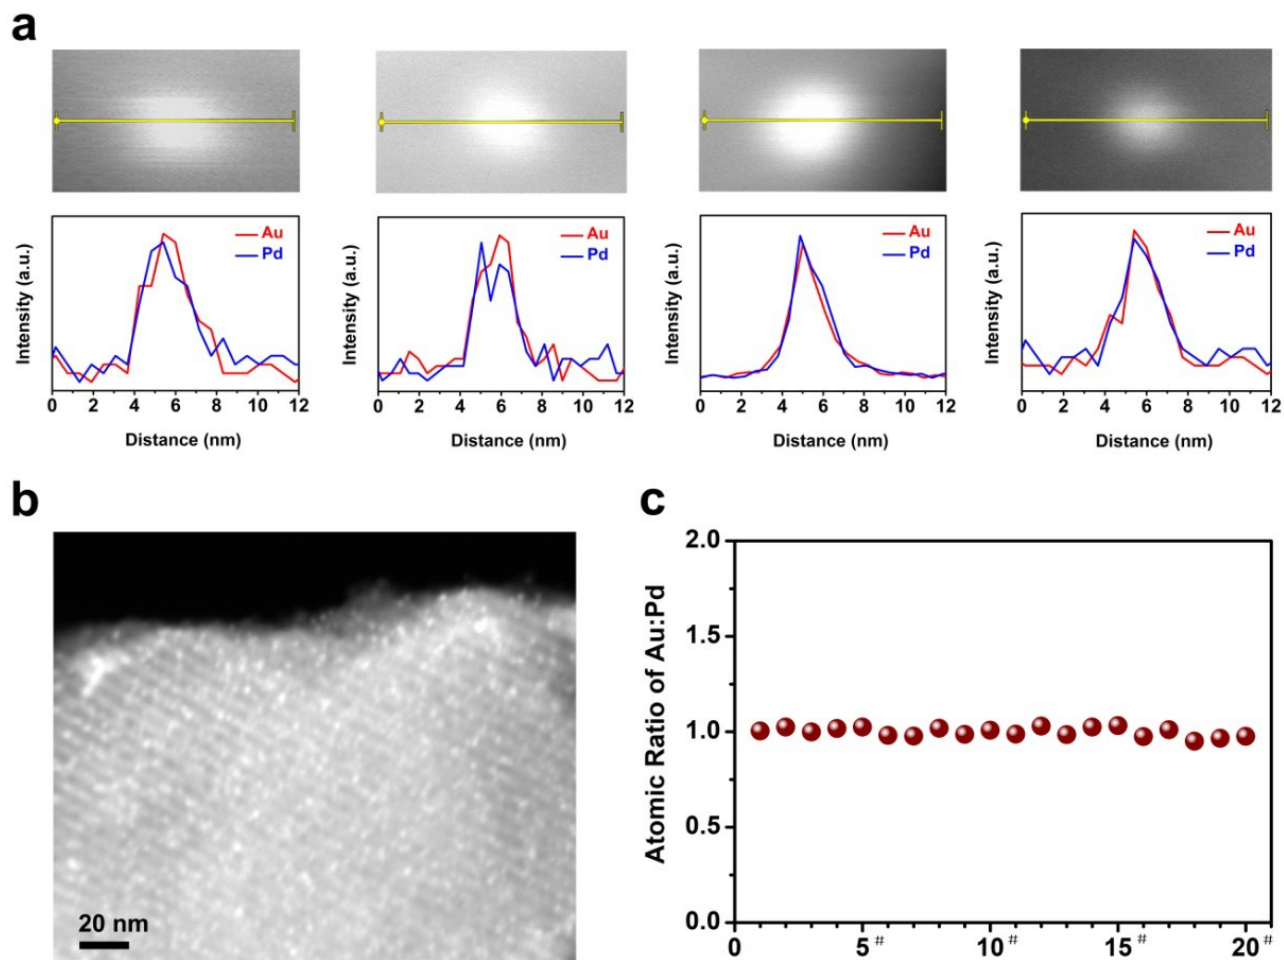 a
Au
Pd
Intensity (a.u.)
0 2 4 6 8 10 12
Distance (nm)
Au
Pd
Intensity (a.u.)
0 2 4 6 8 10 12
Distance (nm)
Au
Pd
Intensity (a.u.)
0 2 4 6 8 10 12
Distance (nm)
Au
Pd
Intensity (a.u.)
0 2 4 6 8 10 12
Distance (nm)
b
20 nm
c
Atomic Ratio of Au:Pd
2.0
1.5
1.0
0.5
0.0
0 5# 10# 15# 20#